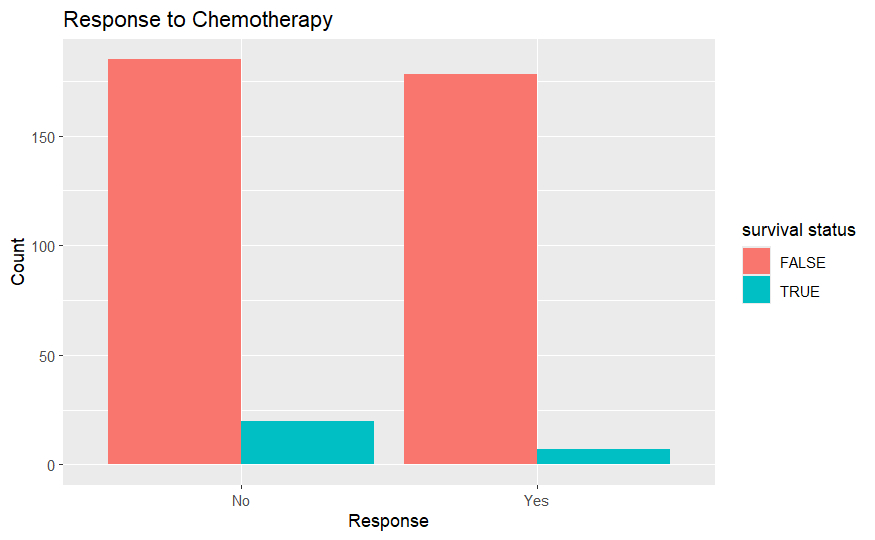 Response to Chemotherapy
Count
150
100
50
0
No
Yes
Response
survival status
FALSE
TRUE